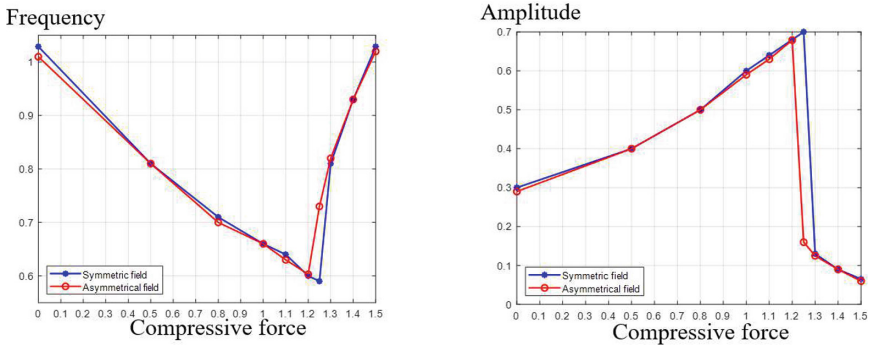 Frequency
1
0.9
0.8
0.7
0.6
Symmetric field
Asymmetrical field
0 0.1 0.2 0.3 0.4 0.5 0.6 0.7 0.8 0.9 1 1.1 1.2 1.3 1.4 1.5
Compressive force
Amplitude
0.7
0.6
0.5
0.4
0.3
0.2
0.1
0
Symmetric field
Asymmetrical field
0 0.1 0.2 0.3 0.4 0.5 0.6 0.7 0.8 0.9 1 1.1 1.2 1.3 1.4 1.5
Compressive force